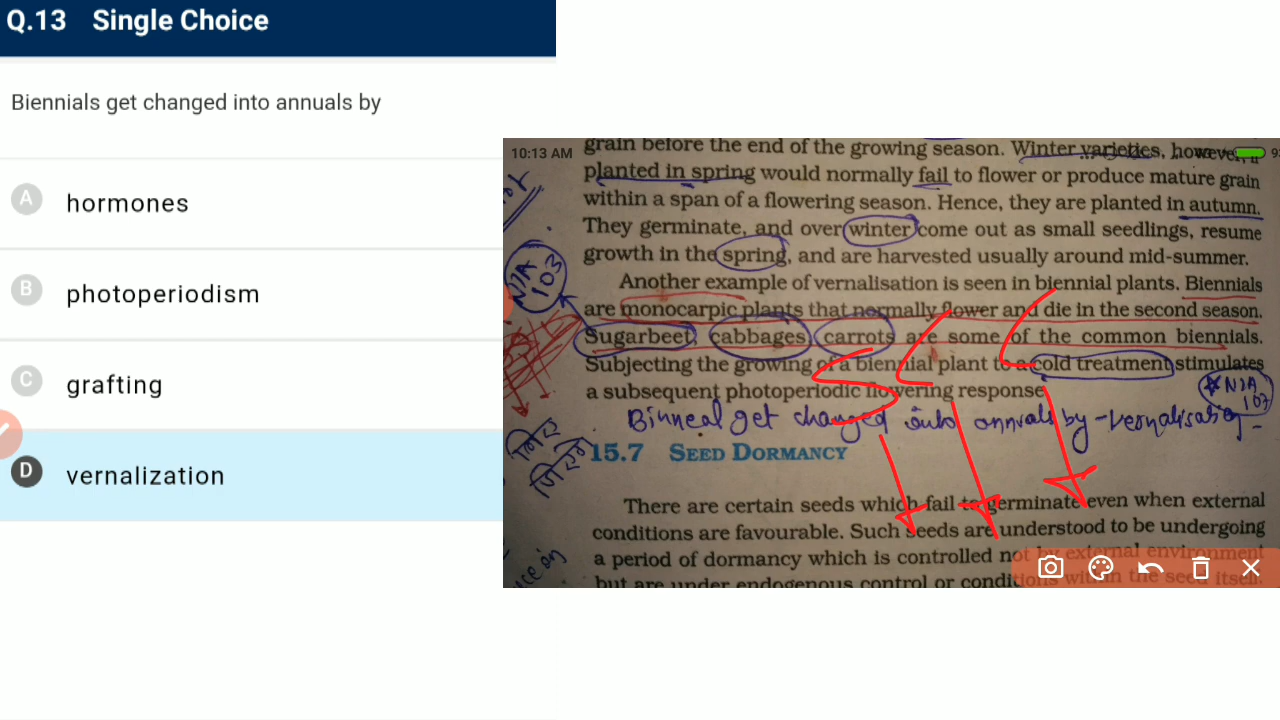 Q.13 Single Choice
Biennials get changed into annuals by
A hormones
B photoperiodism
C grafting
D vernalization
10:13 AM
grain before the end of the growing season. Winter varieties, however, if
planted in spring would normally fail to flower or produce mature grain
within a span of a flowering season. Hence, they are planted in autumn.
They germinate, and over winter come out as small seedlings, resume
growth in the spring, and are harvested usually around mid-summer.
Another example of vernalisation is seen in biennial plants. Biennials
are monocarpic plants that normally flower and die in the second season.
Sugarbeet, cabbages, carrots are some of the common biennials.
Subjecting the growing of a biennial plant to a cold treatment stimulates
a subsequent photoperiodic flowering response.
Binneal get changed into annuals by - vernalisation
NIA
103
NIA
107
15.7 SEED DORMANCY
There are certain seeds which fail to germinate even when external
conditions are favourable. Such seeds are understood to be undergoing
a period of dormancy which is controlled not by external environment
but are under endogenous control or conditions within the seed itself.